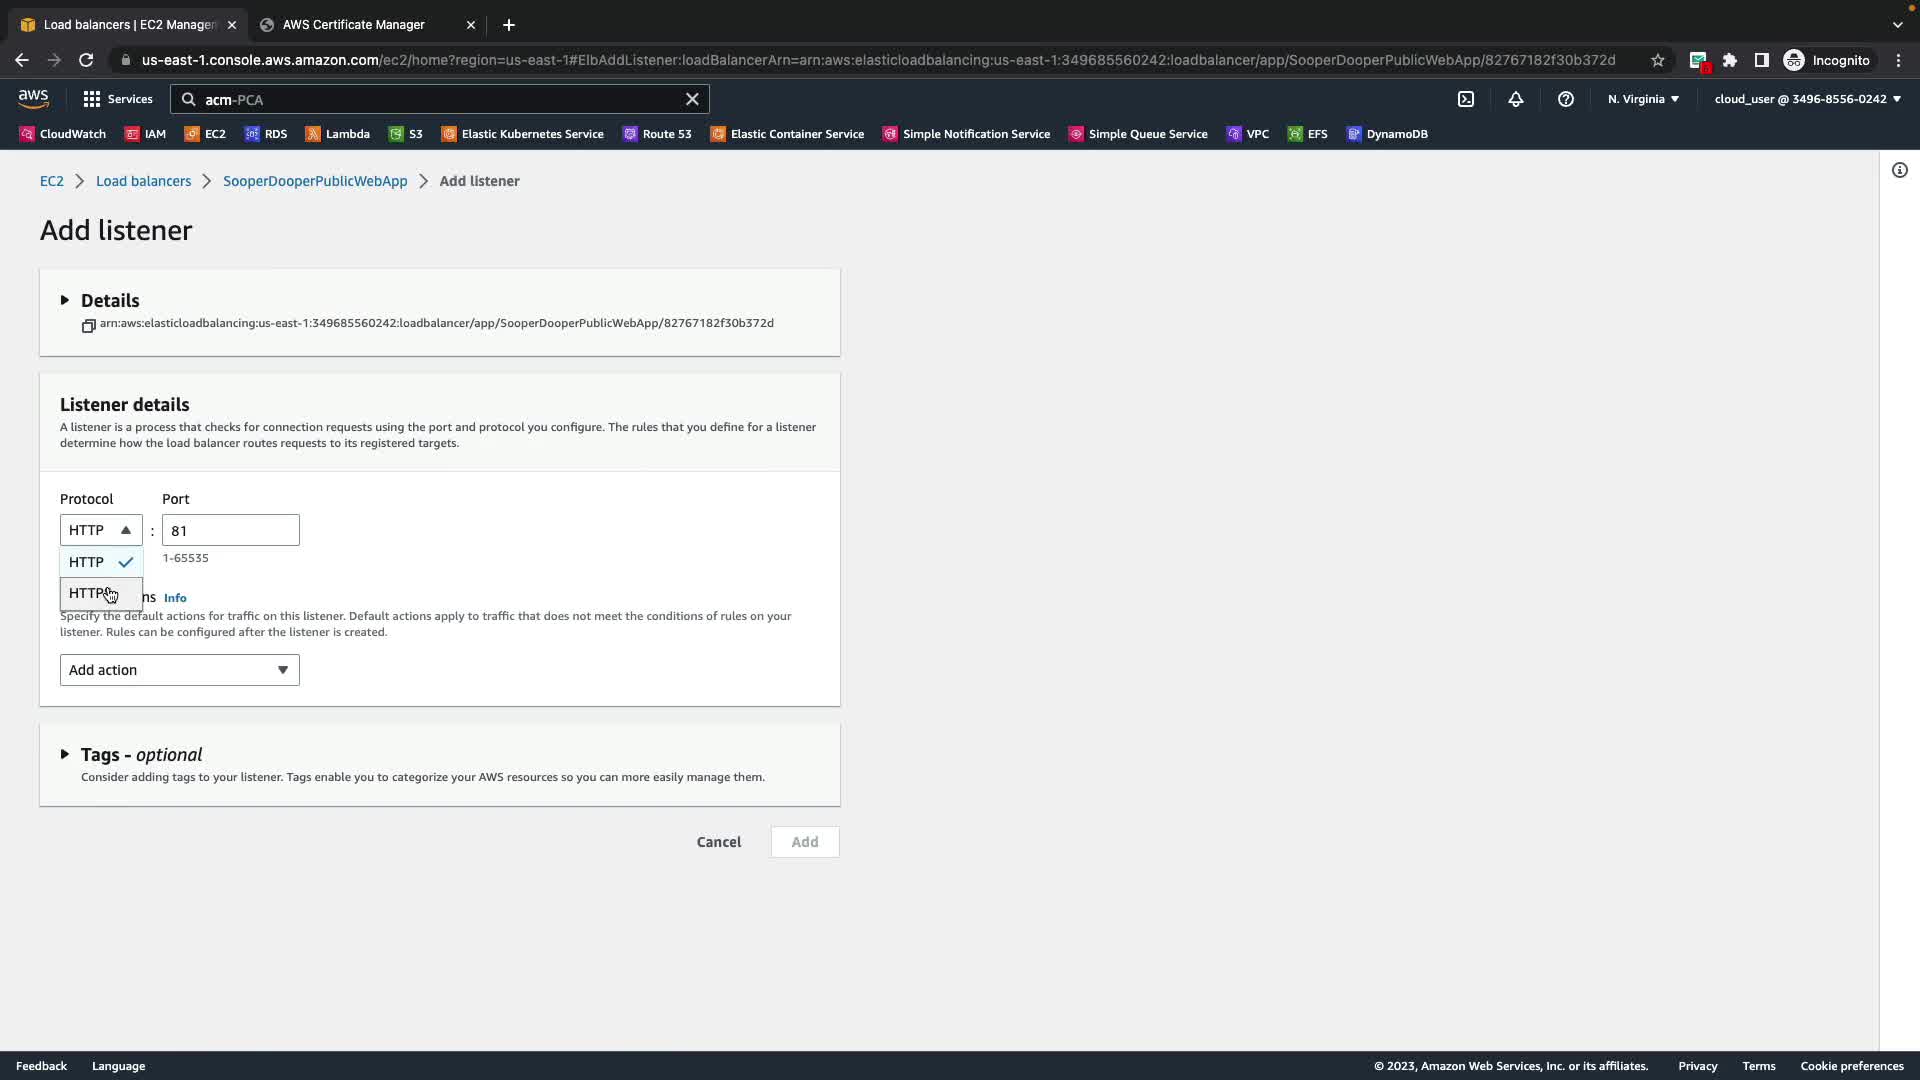 Load balancers | EC2 Manage
AWS Certificate Manager
us-east-1.console.aws.amazon.com/ec2/home?region=us-east-1#ElbAddListener:loadBalancerArn=arn:aws:elasticloadbalancing:us-east-1:349685560242:loadbalancer/app/SooperDooperPublicWebApp/82767182f30b372d
Incognito
aws
Services
acm-PCA
N. Virginia
cloud_user @ 3496-8556-0242
CloudWatch IAM EC2 RDS Lambda S3 Elastic Kubernetes Service Route 53 Elastic Container Service Simple Notification Service Simple Queue Service VPC EFS DynamoDB
EC2 > Load balancers > SooperDooperPublicWebApp > Add listener
Add listener
Details
arn:aws:elasticloadbalancing:us-east-1:349685560242:loadbalancer/app/SooperDooperPublicWebApp/82767182f30b372d
Listener details
A listener is a process that checks for connection requests using the port and protocol you configure. The rules that you define for a listener
determine how the load balancer routes requests to its registered targets.
Protocol Port
HTTP : 81
HTTP 1-65535
HTTP ns Info
Specify the default actions for traffic on this listener. Default actions apply to traffic that does not meet the conditions of rules on your
listener. Rules can be configured after the listener is created.
Add action
Tags - optional
Consider adding tags to your listener. Tags enable you to categorize your AWS resources so you can more easily manage them.
Cancel Add
Feedback Language
© 2023, Amazon Web Services, Inc. or its affiliates. Privacy Terms Cookie preferences